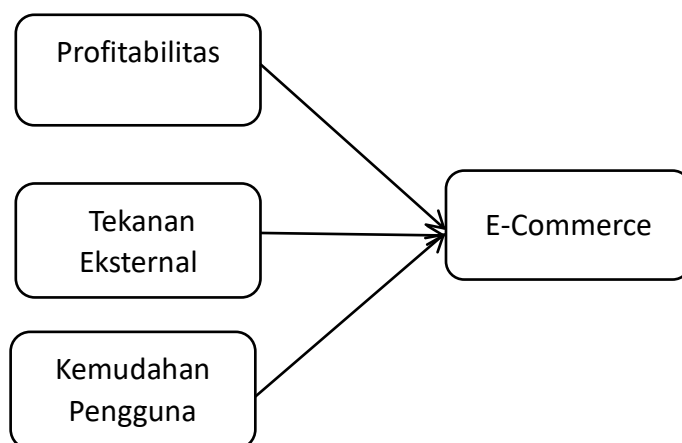 Profitabilitas
Tekanan
Eksternal
E-Commerce
Kemudahan
Pengguna